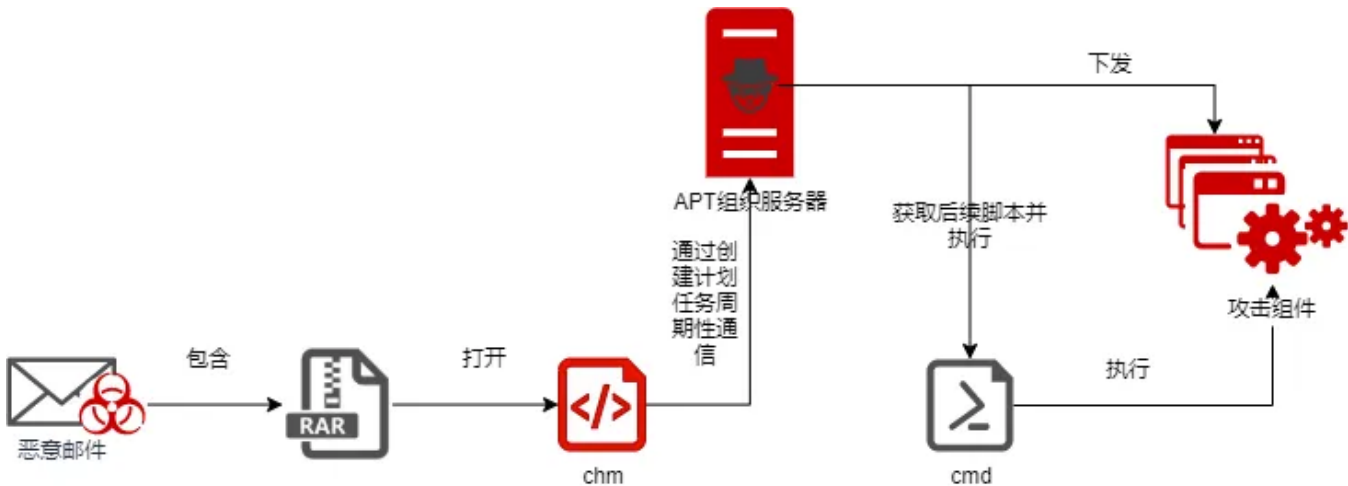 恶意邮件
包含
RAR
打开
chm
通过创
建计划
任务周
期性通
信
APT组织服务器
下发
获取后续脚本并
执行
cmd
执行
攻击组件